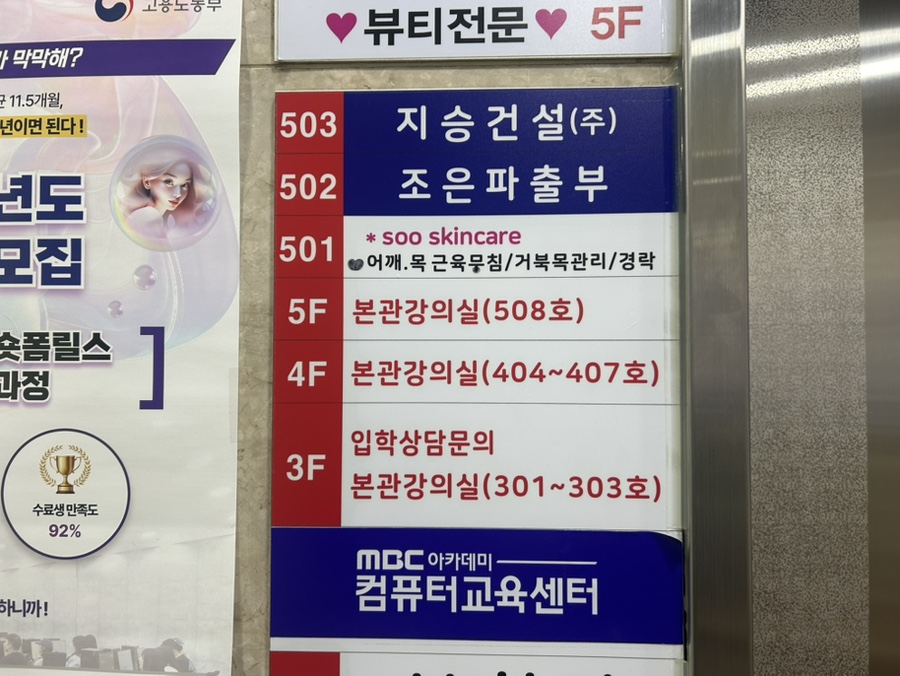 고용노동부
막막해?
11.5개월,
년이면 된다!
년도
모집
숏폼릴스
과정
수료생 만족도
92%
하니까!
♥뷰티전문♥ 5F
503 지승건설(주)
502 조은파출부
501 * soo skincare
어깨.목 근육뭉침/거북목관리/경락
5F 본관강의실(508호)
4F 본관강의실(404~407호)
3F 입학상담문의
본관강의실(301~303호)
MBC 아카데미
컴퓨터교육센터